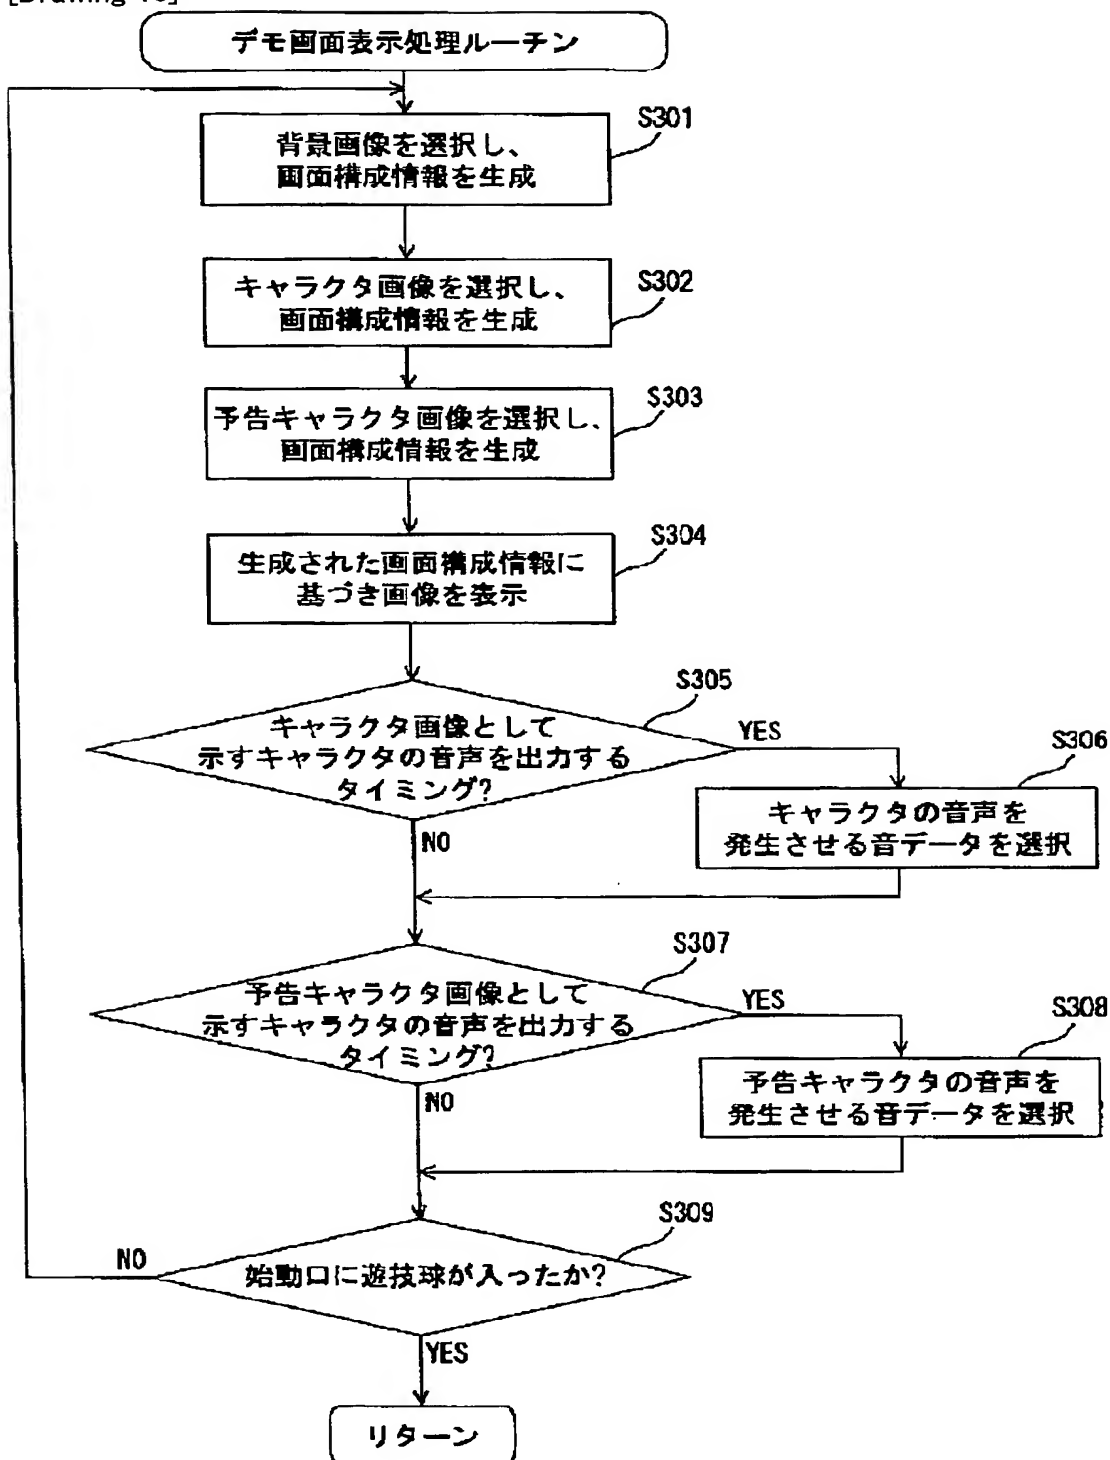 デモ画面表示処理ルーチン
S301
背景画像を選択し、
画面構成情報を生成
S302
キャラクタ画像を選択し、
画面構成情報を生成
S303
予告キャラクタ画像を選択し、
画面構成情報を生成
S304
生成された画面構成情報に
基づき画像を表示
S305
キャラクタ画像として
示すキャラクタの音声を出力する
タイミング?
YES
NO
S306
キャラクタの音声を
発生させる音データを選択
S307
予告キャラクタ画像として
示すキャラクタの音声を出力する
タイミング?
YES
NO
S308
予告キャラクタの音声を
発生させる音データを選択
S309
始動口に遊技球が入ったか?
NO
YES
リターン